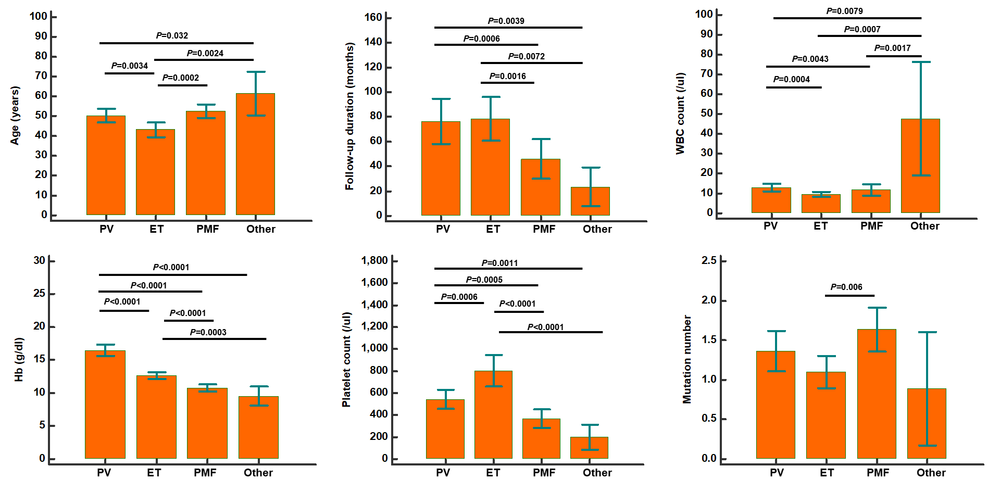 Age (years)
100
90
80
70
60
50
40
30
20
10
0
P=0.032
P=0.0024
P=0.0034
P=0.0002
PV ET PMF Other
Follow-up duration (months)
160
140
120
100
80
60
40
20
0
P=0.0039
P=0.0006
P=0.0072
P=0.0016
PV ET PMF Other
WBC count (/ul)
100
90
80
70
60
50
40
30
20
10
0
P=0.0079
P=0.0007
P=0.0017
P=0.0043
P=0.0004
PV ET PMF Other
Hb (g/dl)
30
25
20
15
10
5
0
P<0.0001
P<0.0001
P<0.0001
P<0.0001
P=0.0003
PV ET PMF Other
Platelet count (/ul)
1,800
1,600
1,400
1,200
1,000
800
600
400
200
0
P=0.0011
P=0.0005
P=0.0006
P<0.0001
P<0.0001
PV ET PMF Other
Mutation number
2.5
2.0
1.5
1.0
0.5
0.0
P=0.006
PV ET PMF Other